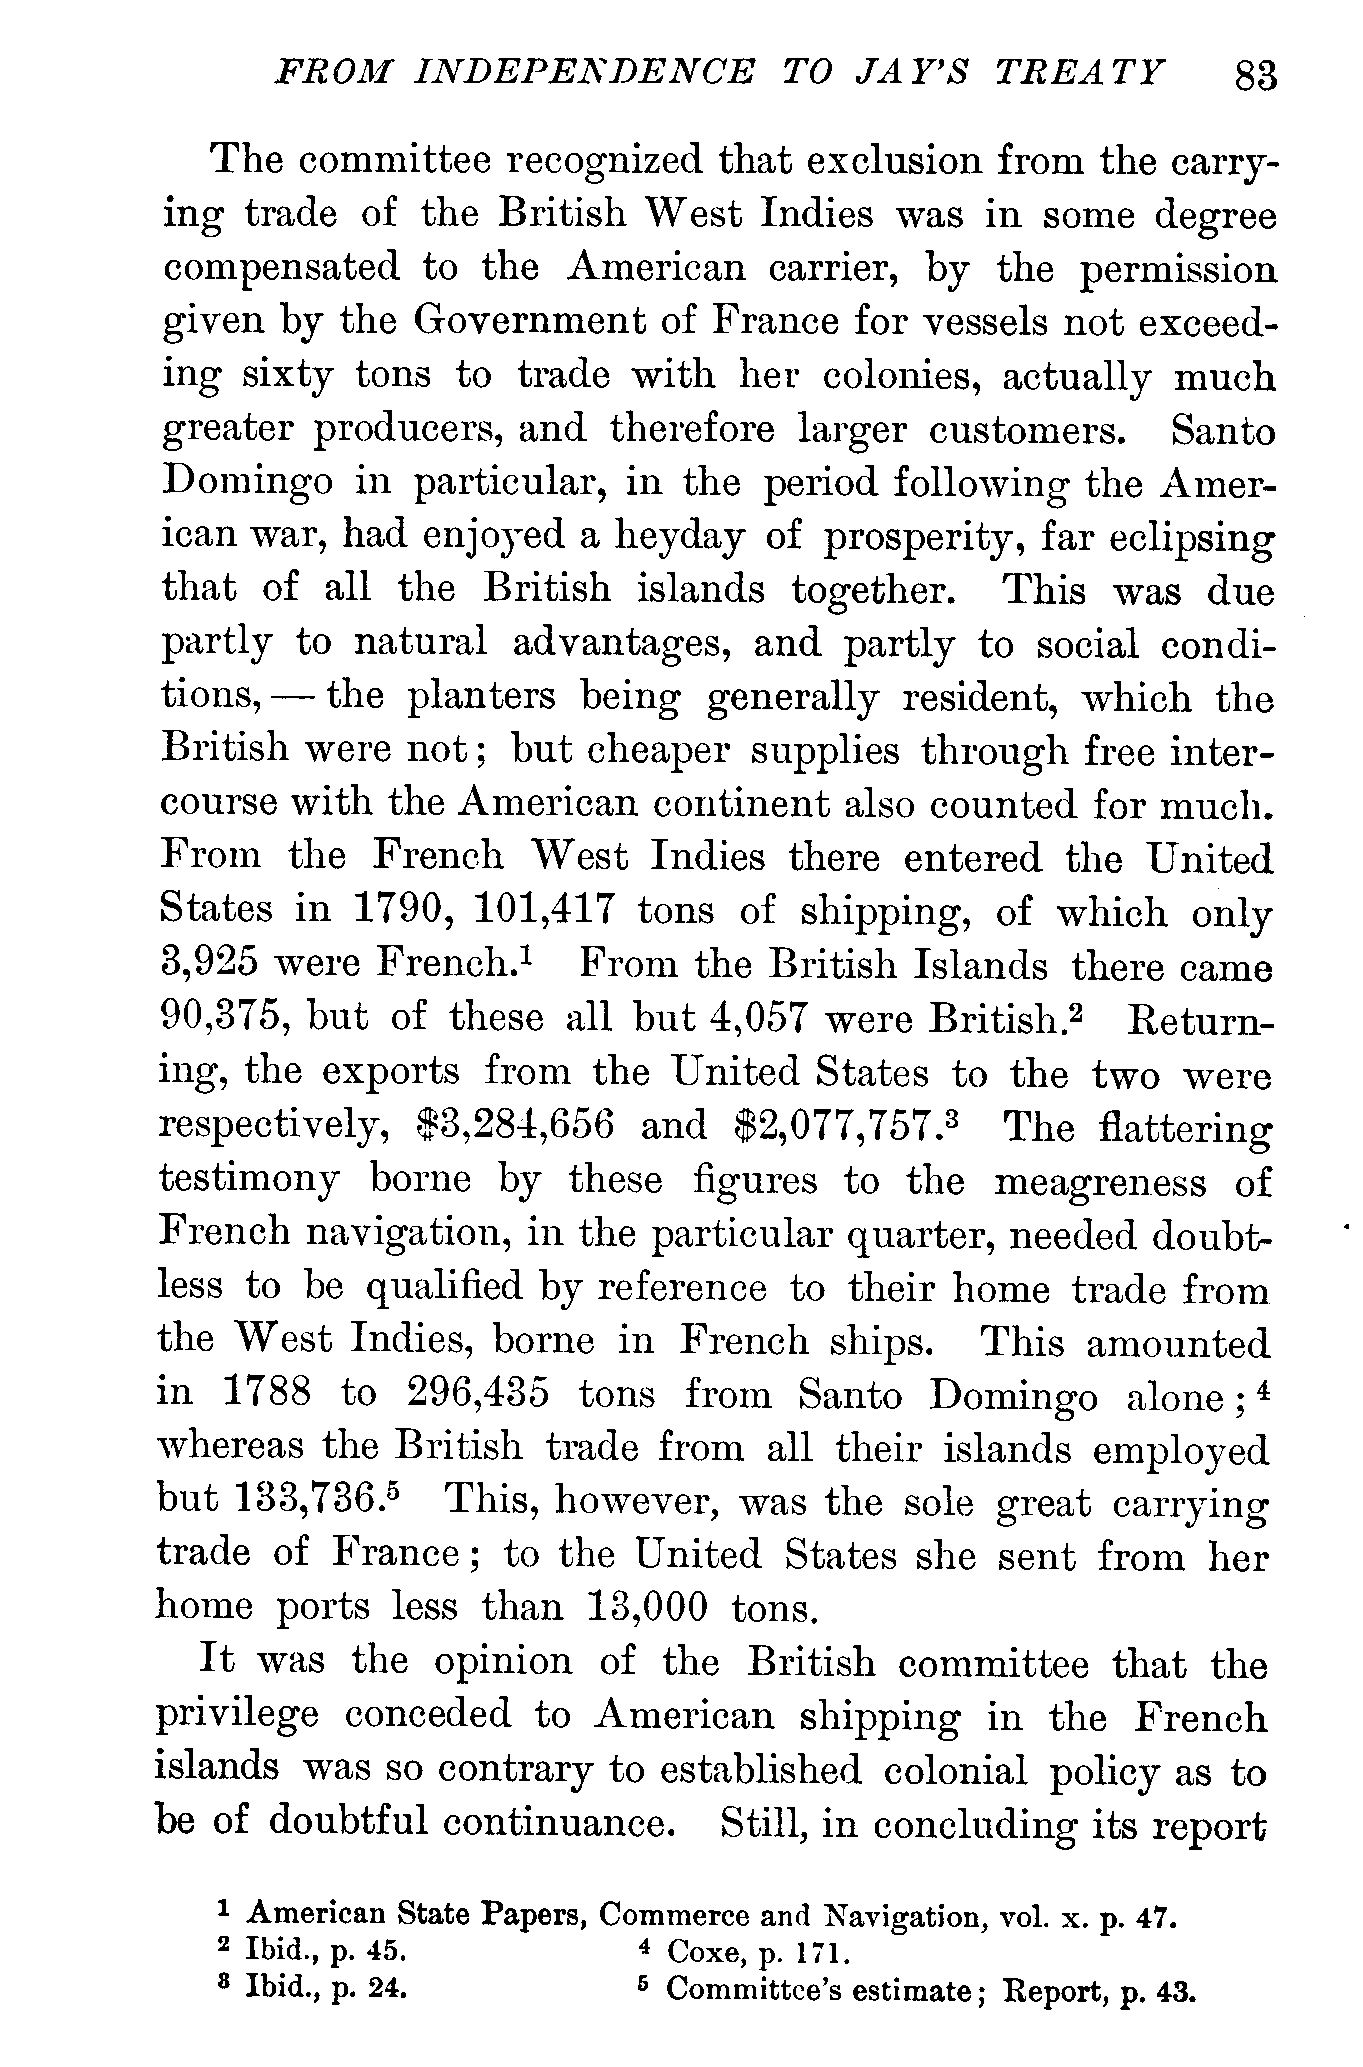 FROM INDEPENDENCE TO JAY'S TREATY 83
The committee recognized that exclusion from the carry-
ing trade of the British West Indies was in some degree
compensated to the American carrier, by the permission
given by the Government of France for vessels not exceed-
ing sixty tons to trade with her colonies, actually much
greater producers, and therefore larger customers. Santo
Domingo in particular, in the period following the Amer-
ican war, had enjoyed a heyday of prosperity, far eclipsing
that of all the British islands together. This was due
partly to natural advantages, and partly to social condi-
tions, — the planters being generally resident, which the
British were not; but cheaper supplies through free inter-
course with the American continent also counted for much.
From the French West Indies there entered the United
States in 1790, 101,417 tons of shipping, of which only
3,925 were French.¹ From the British Islands there came
90,375, but of these all but 4,057 were British.² Return-
ing, the exports from the United States to the two were
respectively, $3,284,656 and $2,077,757.³ The flattering
testimony borne by these figures to the meagreness of
French navigation, in the particular quarter, needed doubt-
less to be qualified by reference to their home trade from
the West Indies, borne in French ships. This amounted
in 1788 to 296,435 tons from Santo Domingo alone;⁴
whereas the British trade from all their islands employed
but 133,736.⁵ This, however, was the sole great carrying
trade of France; to the United States she sent from her
home ports less than 13,000 tons.
It was the opinion of the British committee that the
privilege conceded to American shipping in the French
islands was so contrary to established colonial policy as to
be of doubtful continuance. Still, in concluding its report
¹ American State Papers, Commerce and Navigation, vol. x. p. 47.
² Ibid., p. 45. ⁴ Coxe, p. 171.
³ Ibid., p. 24. ⁵ Committee's estimate; Report, p. 43.